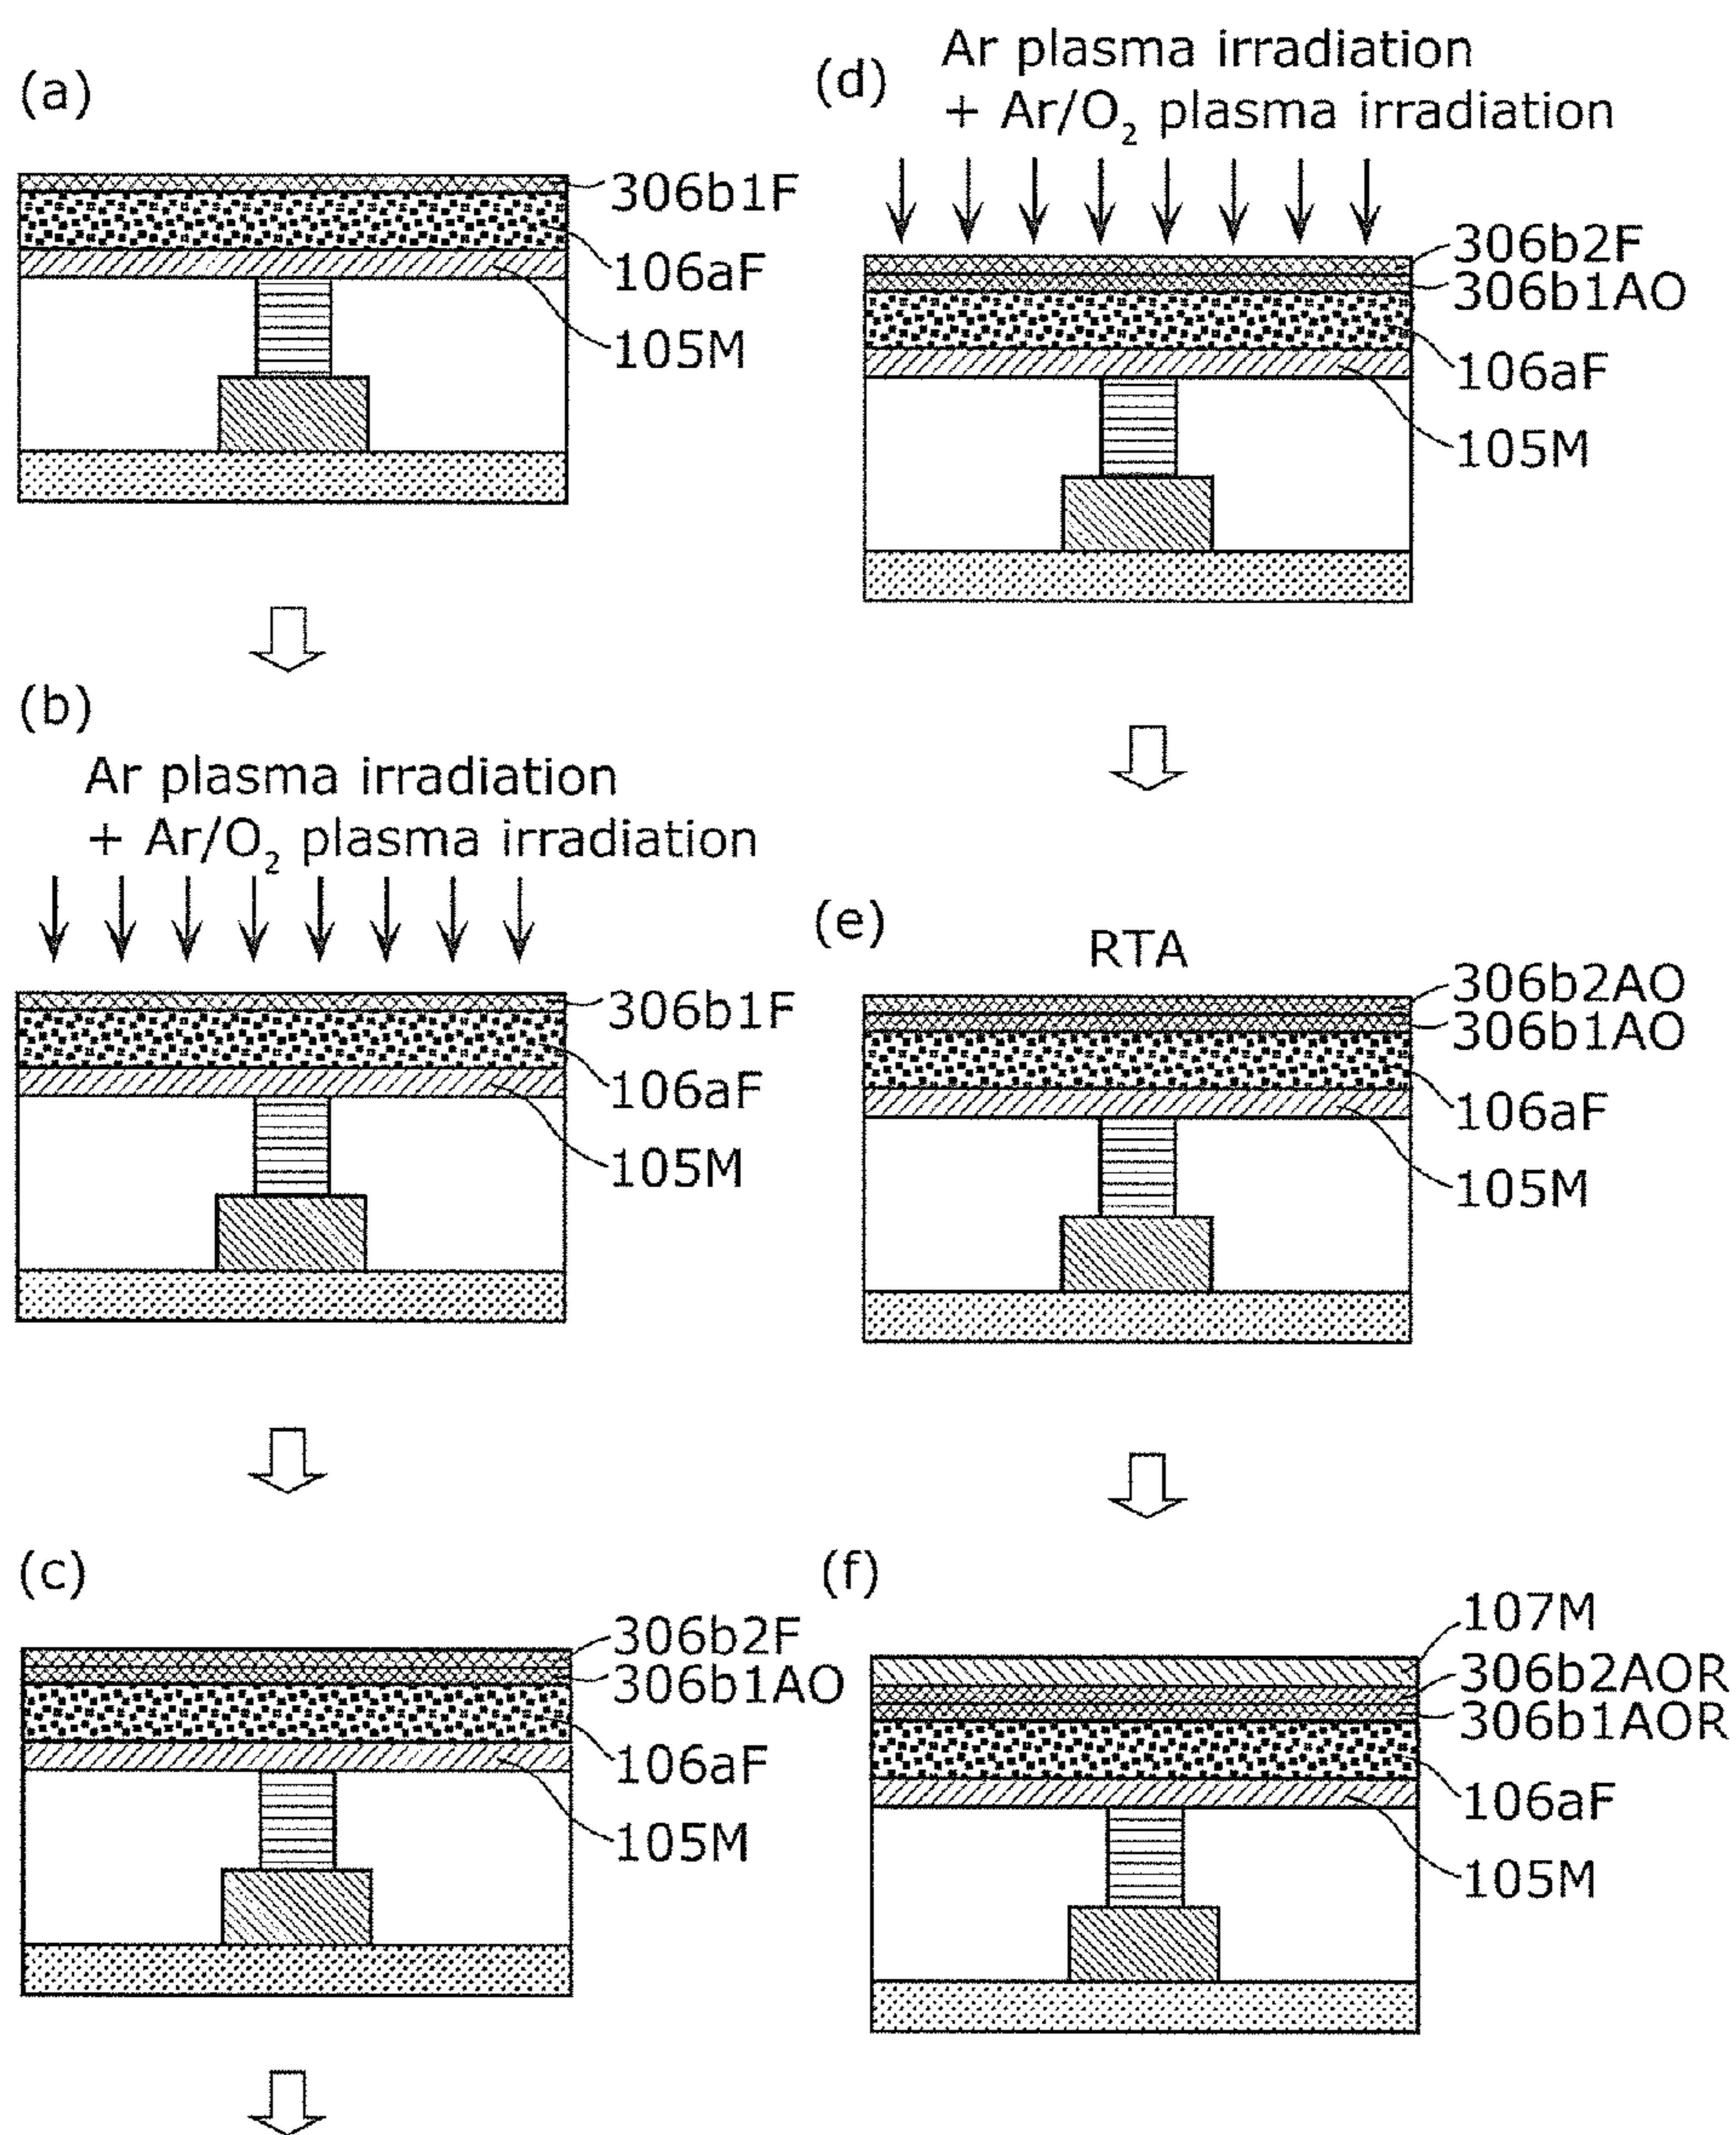 (a)
306b1F
106aF
105M
(b)
Ar plasma irradiation
+ Ar/O₂ plasma irradiation
306b1F
106aF
105M
(c)
306b2F
306b1AO
106aF
105M
(d)
Ar plasma irradiation
+ Ar/O₂ plasma irradiation
306b2F
306b1AO
106aF
105M
(e)
RTA
306b2AO
306b1AO
106aF
105M
(f)
107M
306b2AOR
306b1AOR
106aF
105M